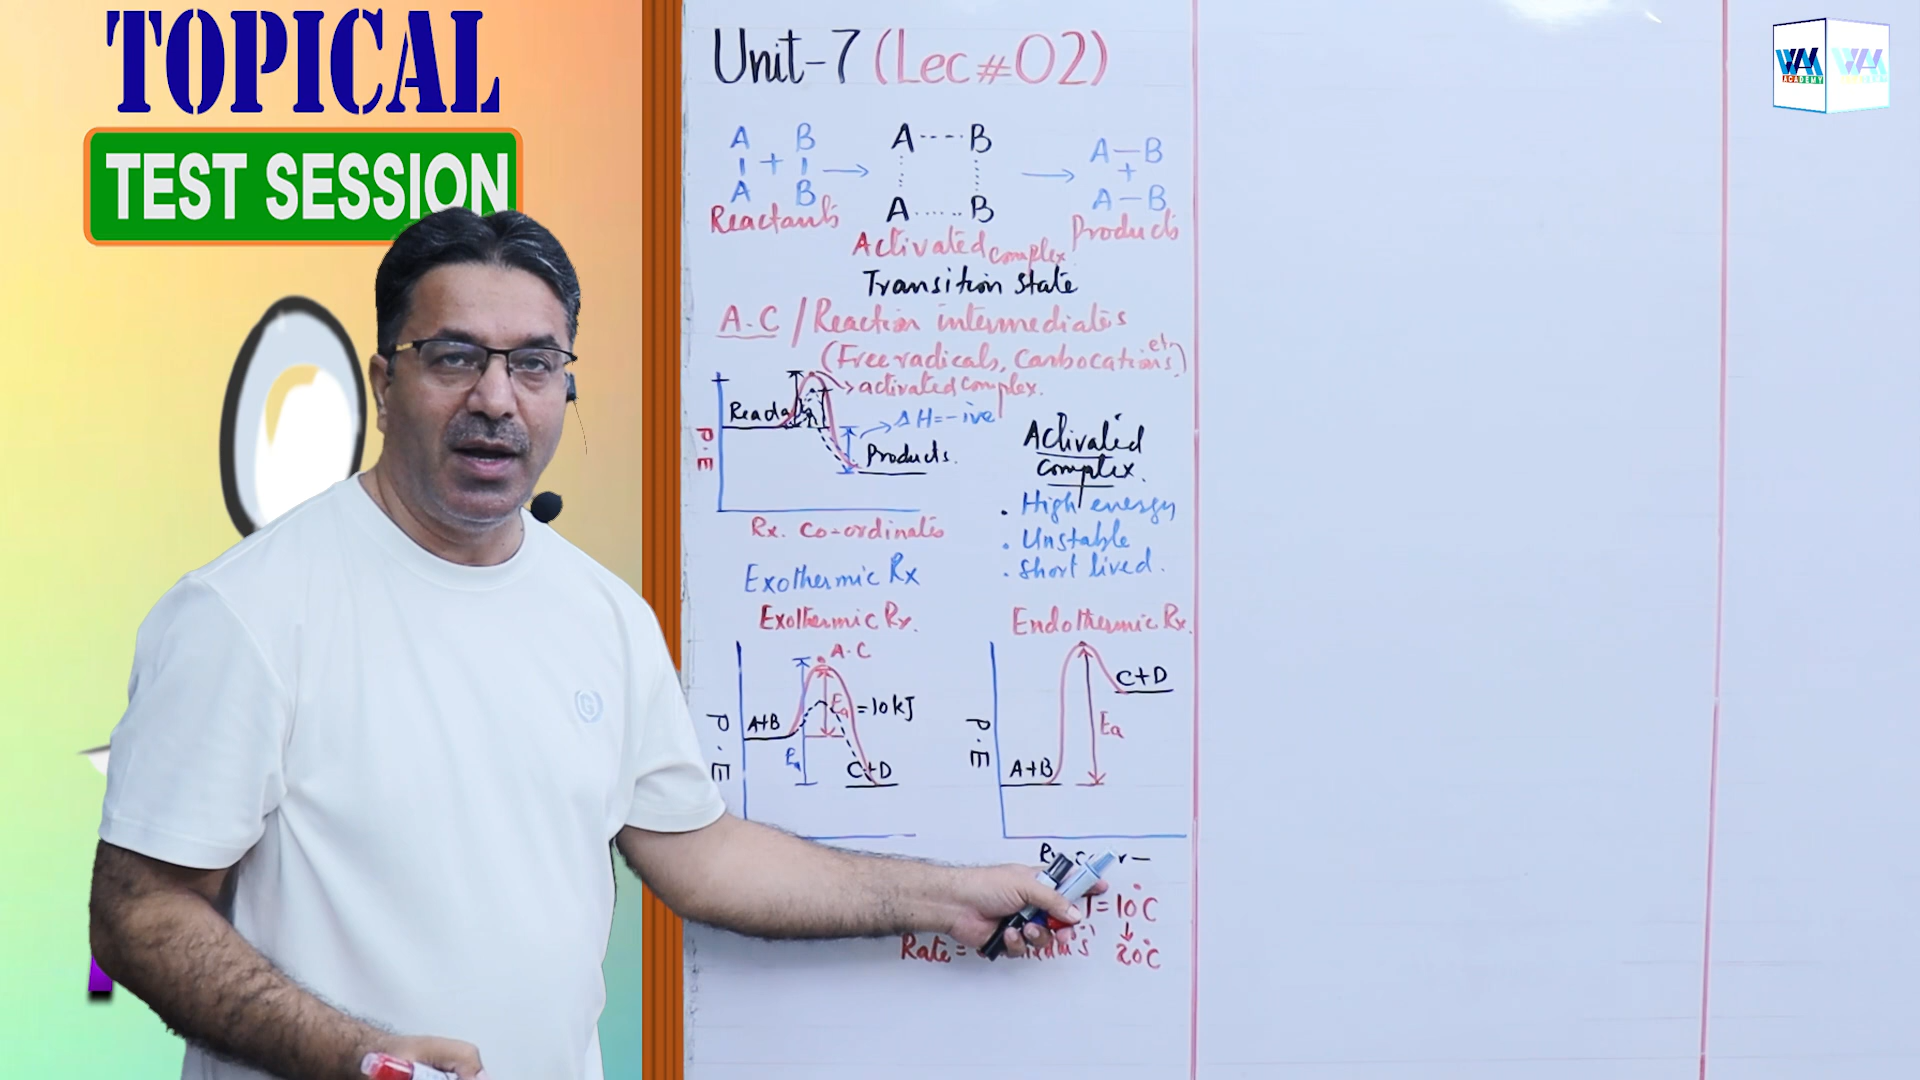 TOPICAL
TEST SESSION
WAK
ACADEMY
Unit-7 (Lec#02)
A B A----B A—B
+ → → +
A B A......B A—B
Reactants Activated complex Products
Transition state
A.C / Reaction intermediates
(Free radicals, Carbocations etc)
activated complex.
ΔH=-ive
Products.
P.E
Rx. Co-ordinates
Exothermic Rx
Activated
complex.
. High energy
. Unstable
. Short lived.
Exothermic Rx.
A.C
A+B
Ea = 10kJ
Ea
C+D
P.E
Endothermic Rx.
C+D
Ea
A+B
P.E
T=10°C
↓
Rate = 20°C